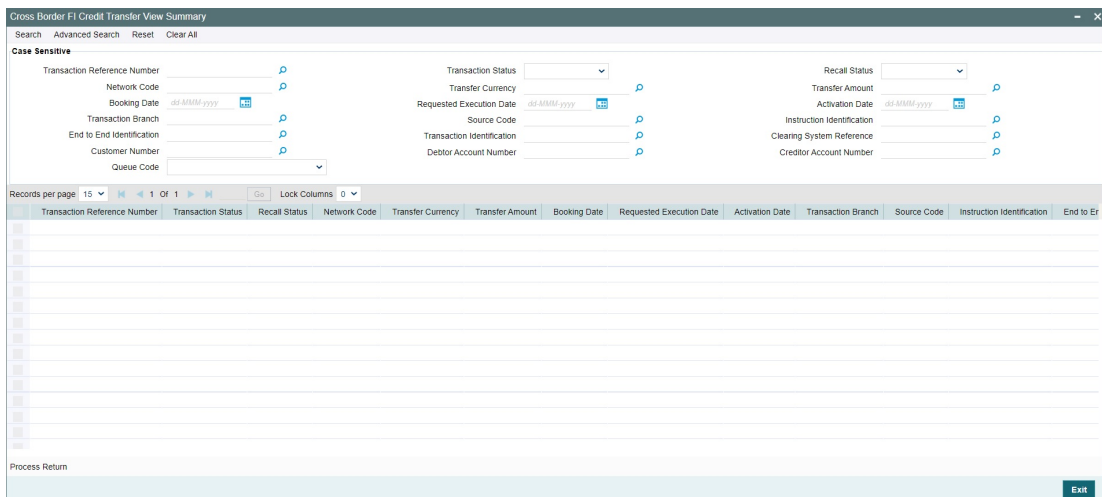 Cross Border FI Credit Transfer View Summary
Search Advanced Search Reset Clear All
Case Sensitive
Transaction Reference Number Transaction Status Recall Status
Network Code Transfer Currency Transfer Amount
Booking Date dd-MMM-yyyy Requested Execution Date dd-MMM-yyyy Activation Date dd-MMM-yyyy
Transaction Branch Source Code Instruction Identification
End to End Identification Transaction Identification Clearing System Reference
Customer Number Debtor Account Number Creditor Account Number
Queue Code
Records per page 15 1 Of 1 Go Lock Columns 0
Transaction Reference Number Transaction Status Recall Status Network Code Transfer Currency Transfer Amount Booking Date Requested Execution Date Activation Date Transaction Branch Source Code Instruction Identification End to Er
Process Return
Exit